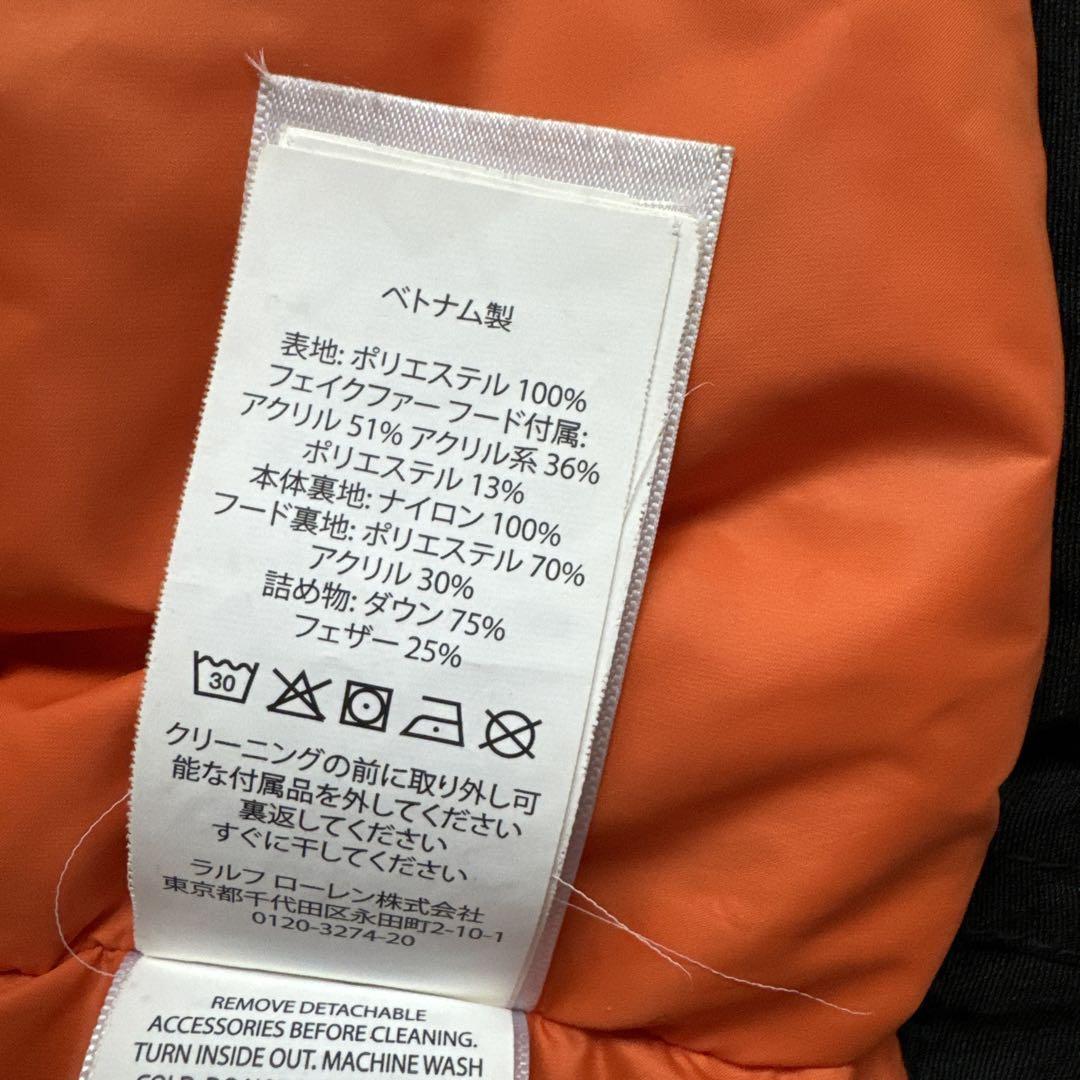 ベトナム製
表地: ポリエステル 100%
フェイクファー フード付属:
アクリル 51% アクリル系 36%
ポリエステル 13%
本体裏地: ナイロン 100%
フード裏地: ポリエステル 70%
アクリル 30%
詰め物: ダウン 75%
フェザー 25%
30
クリーニングの前に取り外し可
能な付属品を外してください
裏返してください
すぐに干してください
ラルフ ローレン株式会社
東京都千代田区永田町2-10-1
0120-3274-20
REMOVE DETACHABLE
ACCESSORIES BEFORE CLEANING.
TURN INSIDE OUT. MACHINE WASH